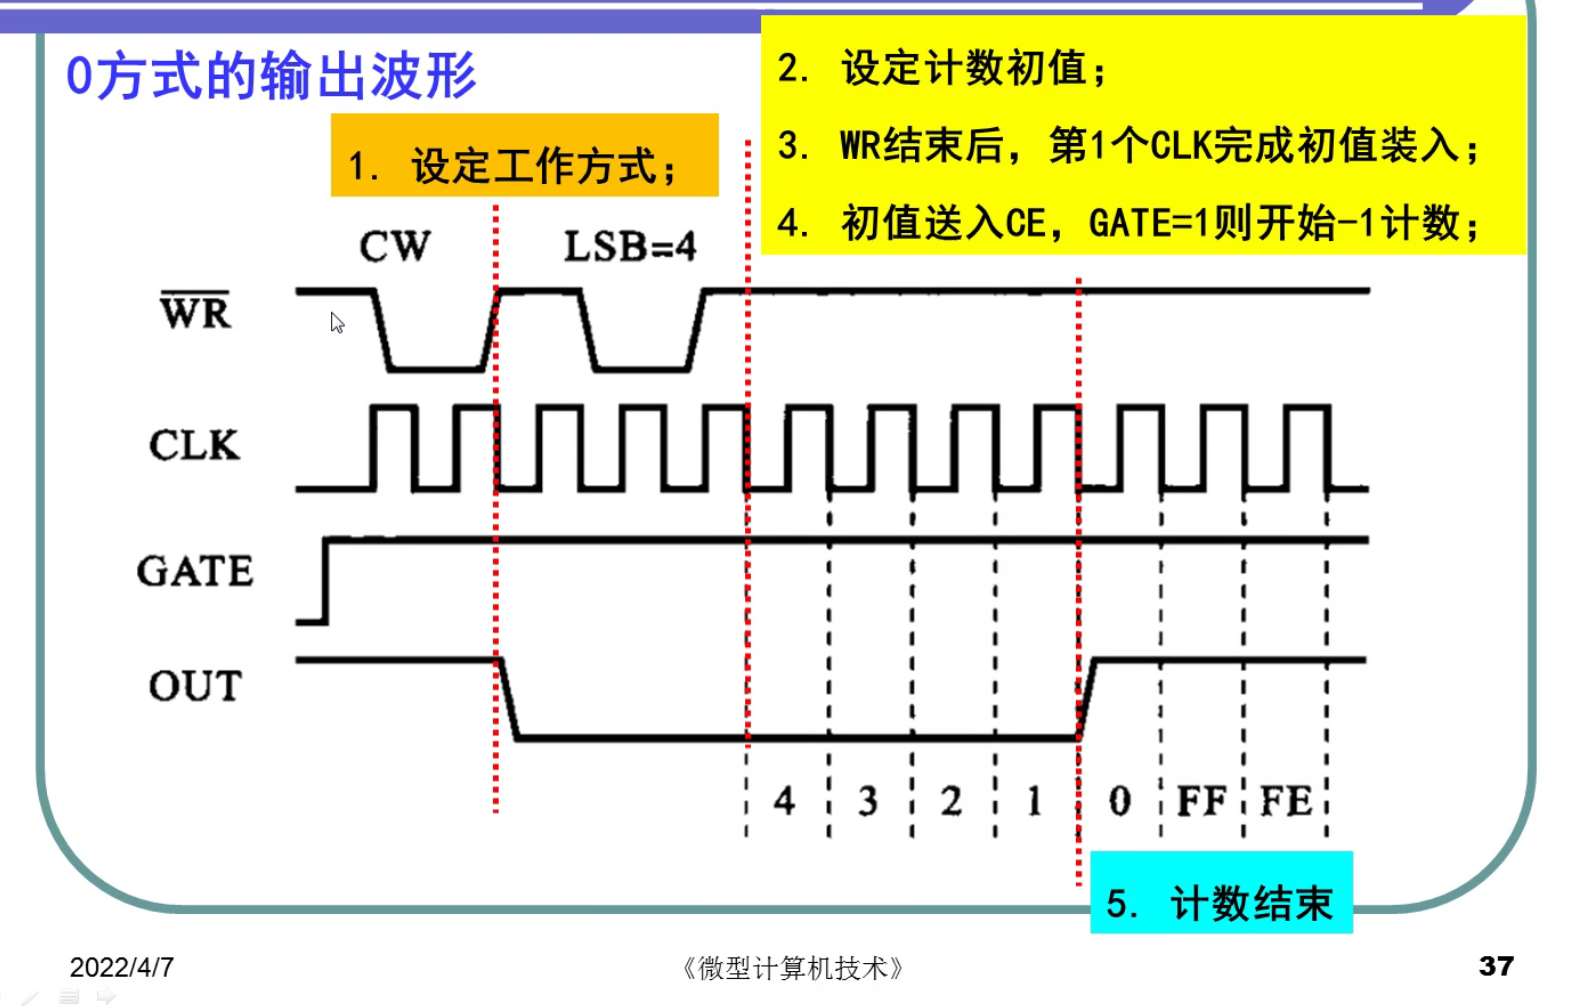 0方式的输出波形
1. 设定工作方式；
2. 设定计数初值；
3. WR结束后，第1个CLK完成初值装入；
4. 初值送入CE，GATE=1则开始-1计数；
CW
LSB=4
WR
CLK
GATE
OUT
4 3 2 1 0 FF FE
5. 计数结束
2022/4/7
《微型计算机技术》
37